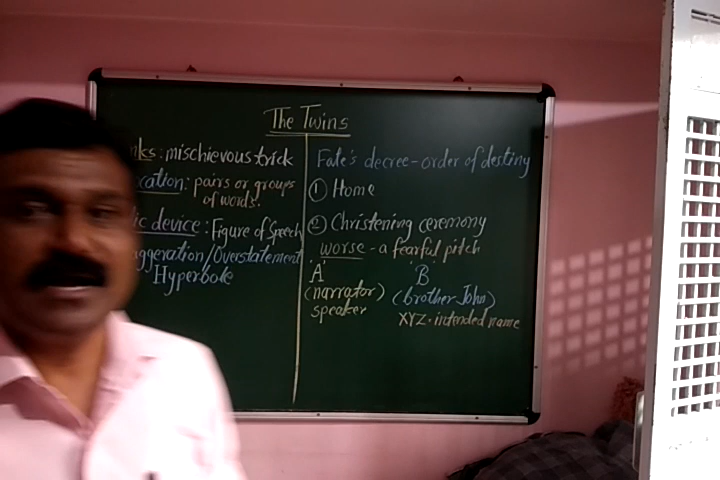 The Twins
nks: mischievous trick
cation: pairs or groups
of words.
ic device: Figure of Speech
aggeration/Overstatement
Hyperbole
Fate's decree - order of destiny
① Home
② Christening ceremony
worse - a fearful pitch
'A'
(narrator)
speaker
'B'
(brother John)
XYZ - intended name